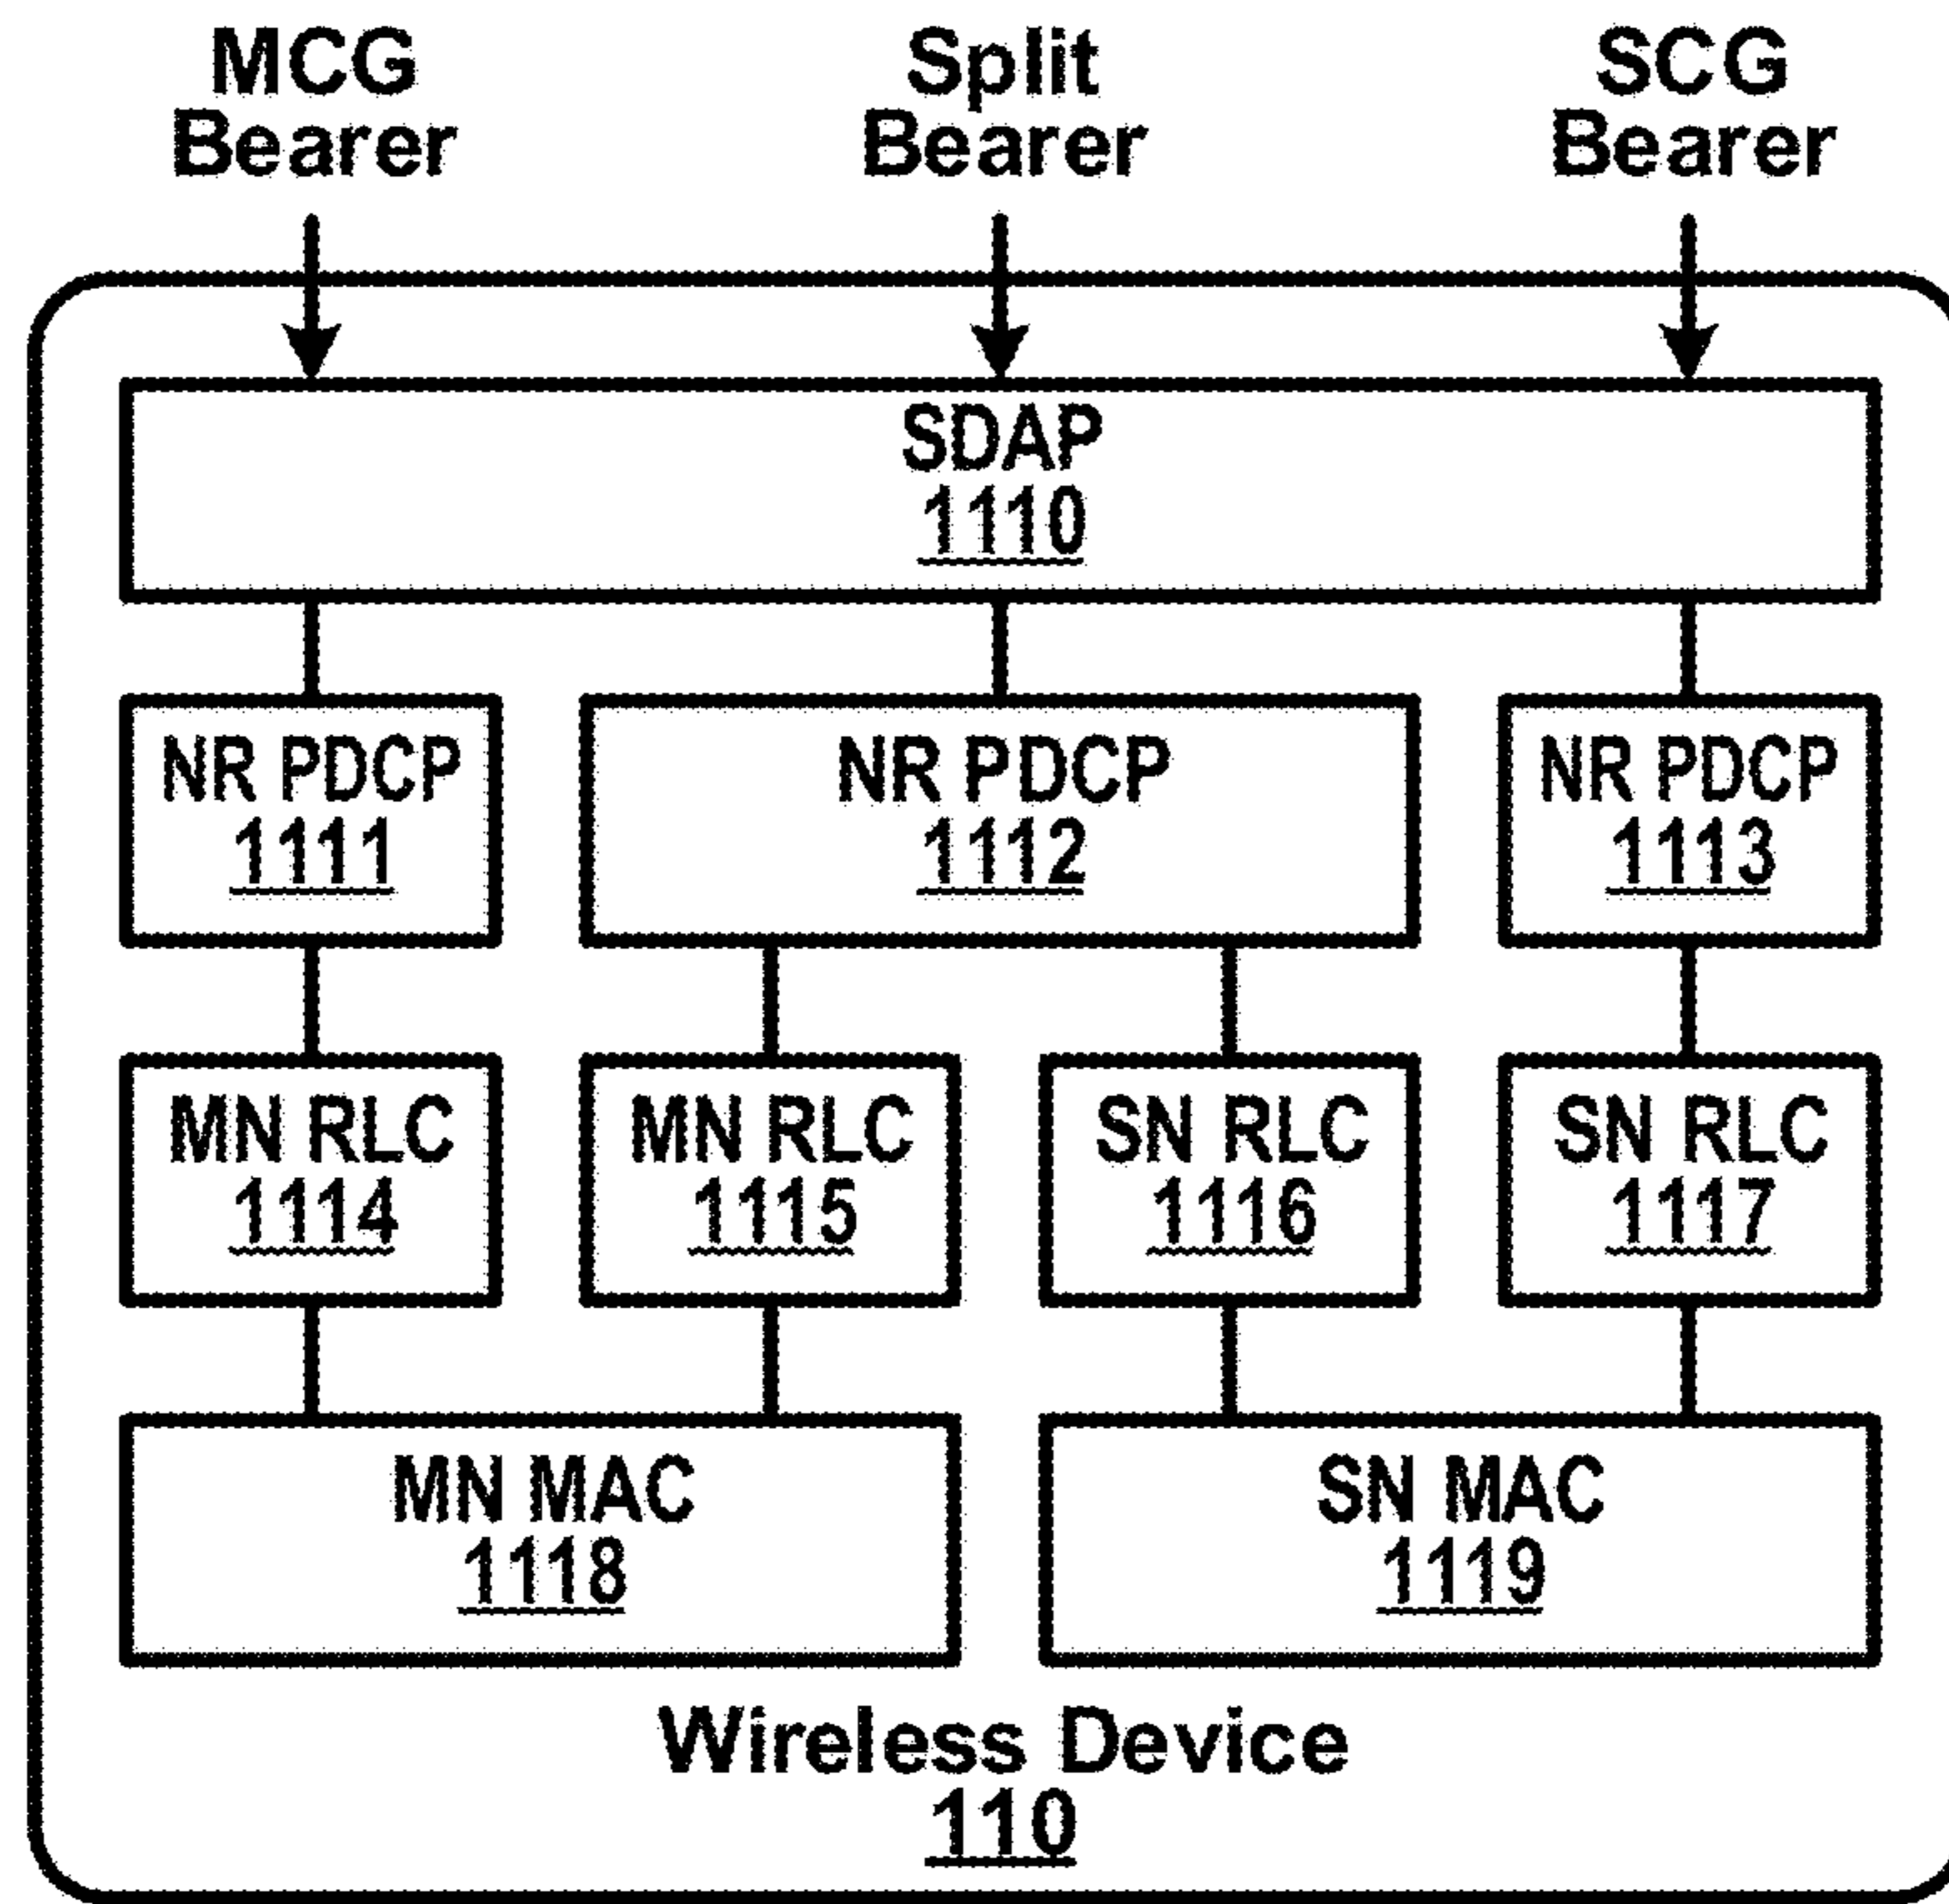 MCG
Bearer
Split
Bearer
SCG
Bearer
SDAP
1110
NR PDCP
1111
NR PDCP
1112
NR PDCP
1113
MN RLC
1114
MN RLC
1115
SN RLC
1116
SN RLC
1117
MN MAC
1118
SN MAC
1119
Wireless Device
110